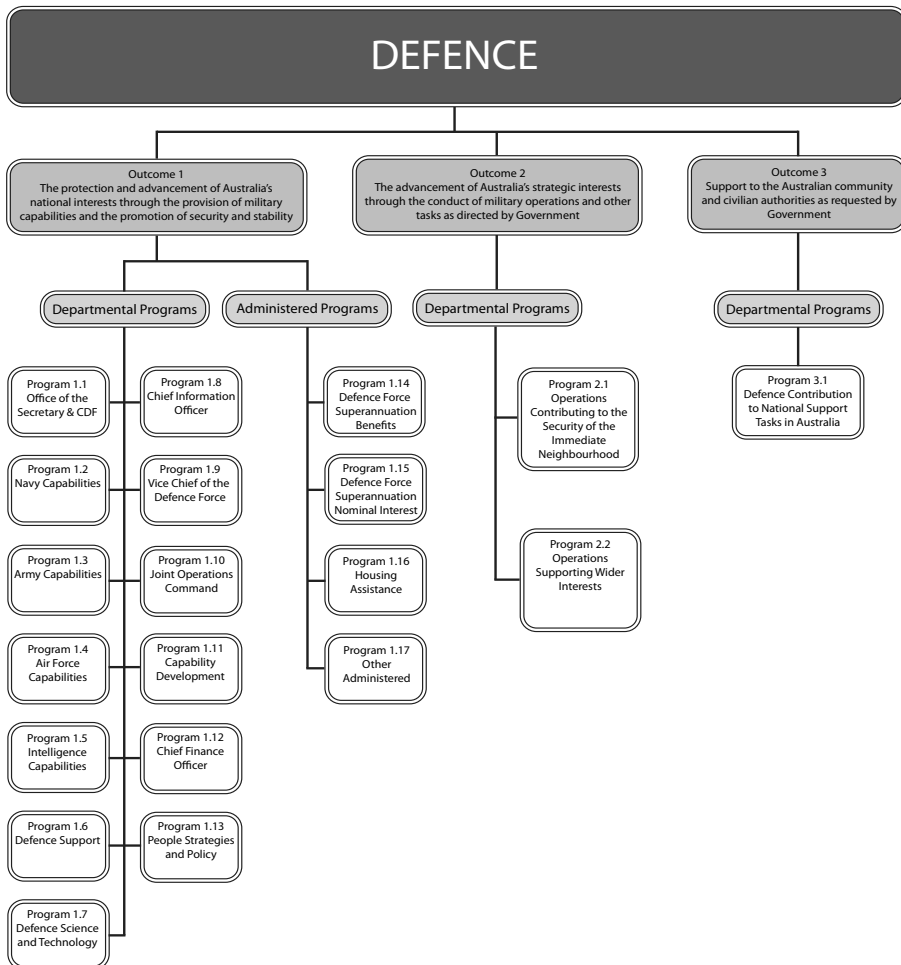 DEFENCE
Outcome 1
The protection and advancement of Australia's
national interests through the provision of military
capabilities and the promotion of security and stability
Outcome 2
The advancement of Australia's strategic interests
through the conduct of military operations and other
tasks as directed by Government
Outcome 3
Support to the Australian community
and civilian authorities as requested by
Government
Departmental Programs
Administered Programs
Departmental Programs
Departmental Programs
Program 1.1
Office of the
Secretary & CDF
Program 1.8
Chief Information
Officer
Program 1.14
Defence Force
Superannuation
Benefits
Program 2.1
Operations
Contributing to the
Security of the
Immediate
Neighbourhood
Program 3.1
Defence Contribution
to National Support
Tasks in Australia
Program 1.2
Navy Capabilities
Program 1.9
Vice Chief of the
Defence Force
Program 1.15
Defence Force
Superannuation
Nominal Interest
Program 1.3
Army Capabilities
Program 1.10
Joint Operations
Command
Program 1.16
Housing
Assistance
Program 2.2
Operations
Supporting Wider
Interests
Program 1.4
Air Force
Capabilities
Program 1.11
Capability
Development
Program 1.17
Other
Administered
Program 1.5
Intelligence
Capabilities
Program 1.12
Chief Finance
Officer
Program 1.6
Defence Support
Program 1.13
People Strategies
and Policy
Program 1.7
Defence Science
and Technology